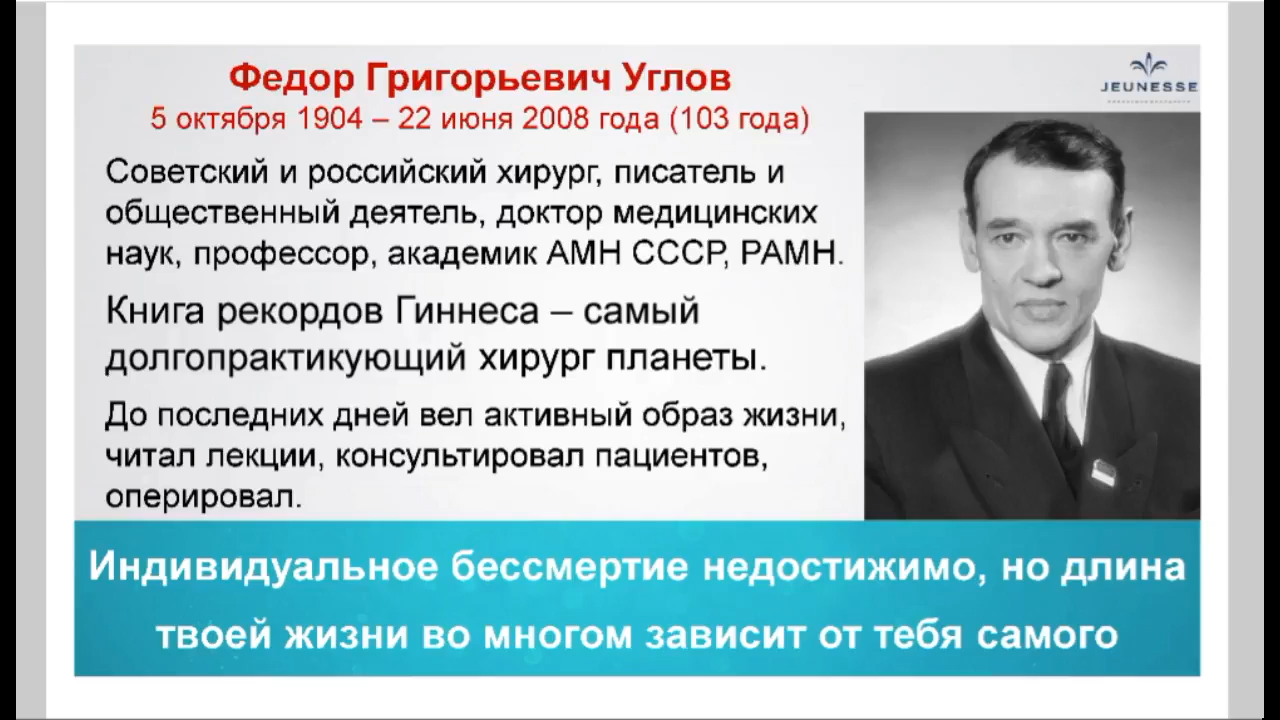 Федор Григорьевич Углов
5 октября 1904 – 22 июня 2008 года (103 года)
JEUNESSE
Советский и российский хирург, писатель и
общественный деятель, доктор медицинских
наук, профессор, академик АМН СССР, РАМН.
Книга рекордов Гиннеса – самый
долгопрактикующий хирург планеты.
До последних дней вел активный образ жизни,
читал лекции, консультировал пациентов,
оперировал.
Индивидуальное бессмертие недостижимо, но длина
твоей жизни во многом зависит от тебя самого